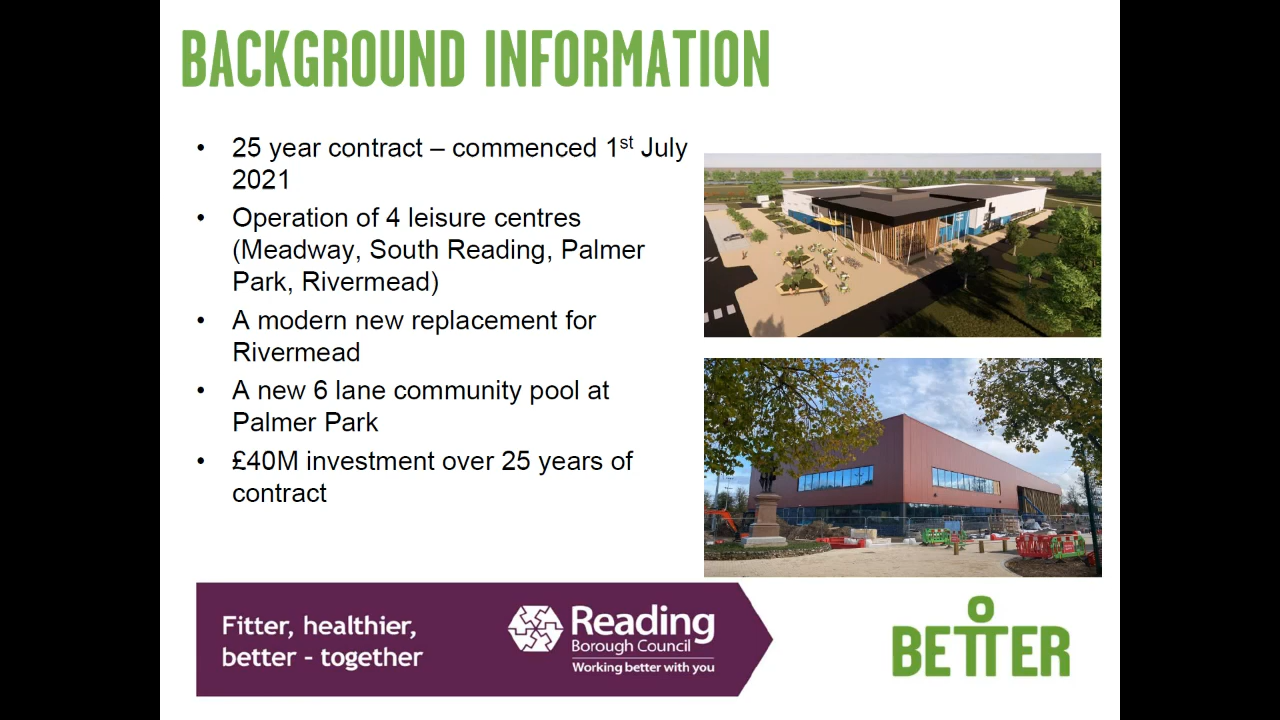 BACKGROUND INFORMATION
• 25 year contract – commenced 1st July
2021
• Operation of 4 leisure centres
(Meadway, South Reading, Palmer
Park, Rivermead)
• A modern new replacement for
Rivermead
• A new 6 lane community pool at
Palmer Park
• £40M investment over 25 years of
contract
Fitter, healthier,
better - together
Reading
Borough Council
Working better with you
BETTER